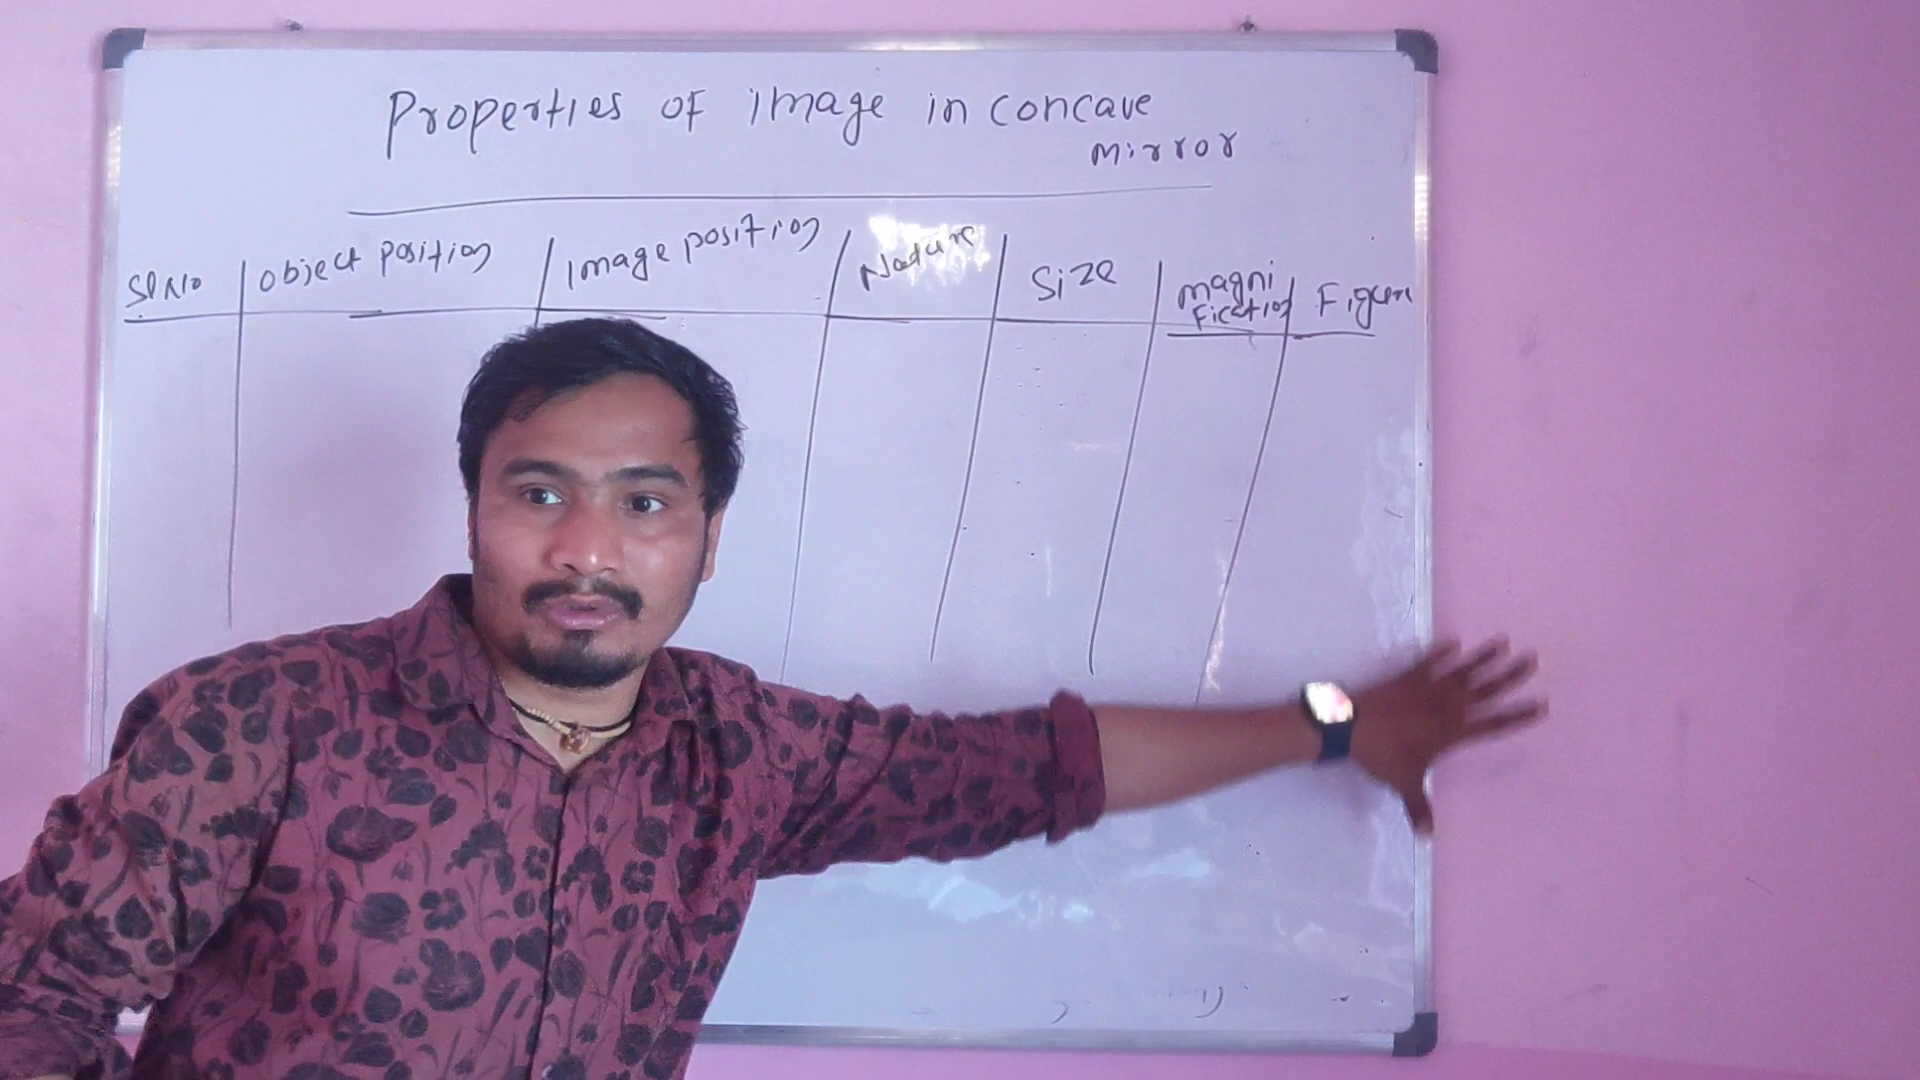 Properties of image in concave
mirror
Sl No object position image position Nature Size magni Figure
fication